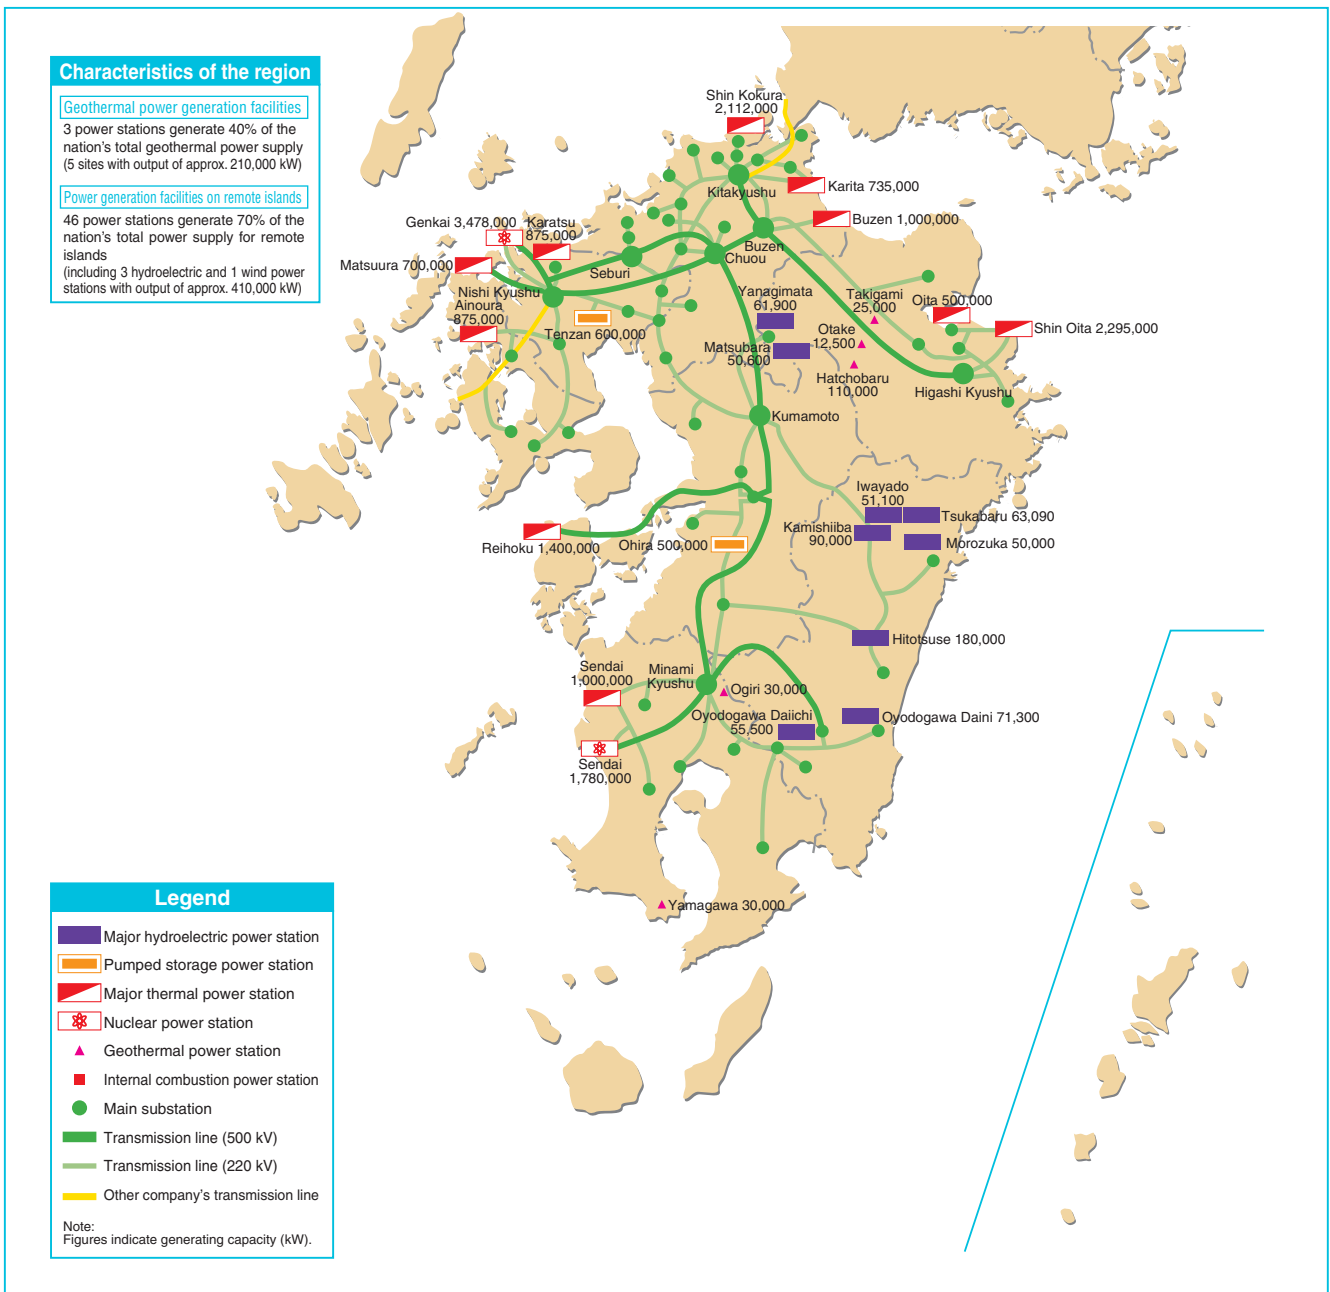 Characteristics of the region
Geothermal power generation facilities
3 power stations generate 40% of the
nation's total geothermal power supply
(5 sites with output of approx. 210,000 kW)
Power generation facilities on remote islands
46 power stations generate 70% of the
nation's total power supply for remote
islands
(including 3 hydroelectric and 1 wind power
stations with output of approx. 410,000 kW)
Shin Kokura
2,112,000
Kitakyushu
Karita 735,000
Buzen 1,000,000
Buzen
Genkai 3,478,000
Karatsu
875,000
Matsuura 700,000
Seburi
Chuou
Nishi Kyushu
Ainoura
875,000
Tenzan 600,000
Yanagimata
61,900
Matsubara
50,600
Takigami
25,000
Otake
12,500
Hatchobaru
110,000
Oita 500,000
Shin Oita 2,295,000
Higashi Kyushu
Kumamoto
Iwayado
51,100
Tsukabaru 63,090
Kamishiiba
90,000
Morozuka 50,000
Reihoku 1,400,000
Ohira 500,000
Hitotsuse 180,000
Sendai
1,000,000
Minami
Kyushu
Ogiri 30,000
Oyodogawa Daiichi
55,500
Oyodogawa Daini 71,300
Sendai
1,780,000
Yamagawa 30,000
Legend
Major hydroelectric power station
Pumped storage power station
Major thermal power station
Nuclear power station
Geothermal power station
Internal combustion power station
Main substation
Transmission line (500 kV)
Transmission line (220 kV)
Other company's transmission line
Note:
Figures indicate generating capacity (kW).